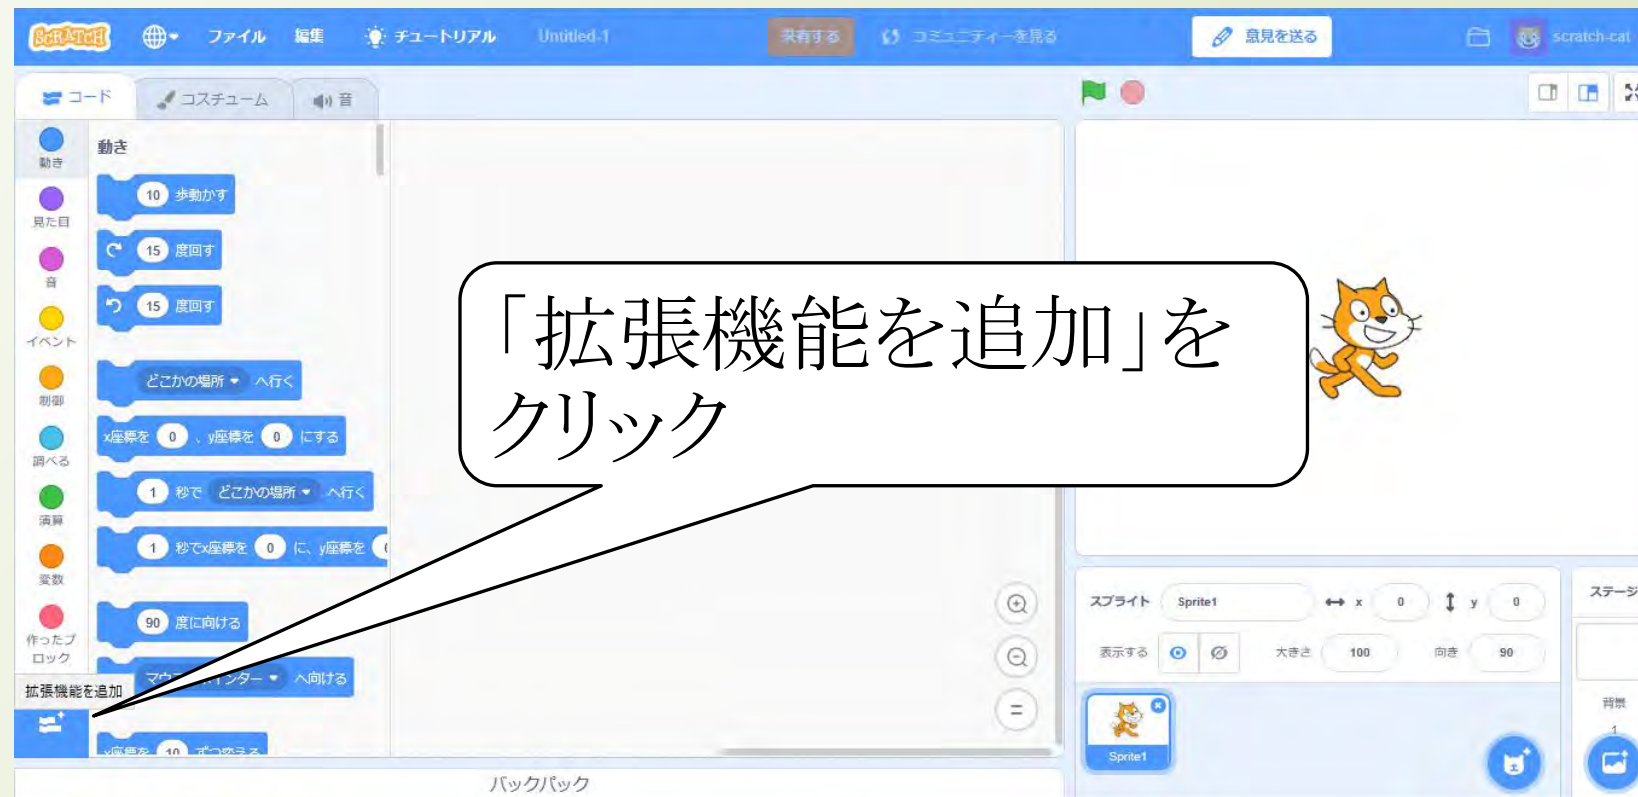 SCRATCH
ファイル 編集 チュートリアル Untitled-1 共有する コミュニティーを見る 意見を送る scratch-cat
コード コスチューム 音
動き
見た目
音
イベント
制御
調べる
演算
変数
作ったブ
ロック
拡張機能を追加
動き
10 歩動かす
15 度回す
15 度回す
どこかの場所 へ行く
x座標を 0 、y座標を 0 にする
1 秒で どこかの場所 へ行く
1 秒でx座標を 0 に、y座標を
90 度に向ける
へ向ける
x座標を 10 ずつ変える
「拡張機能を追加」を
クリック
スプライト Sprite1 x 0 y 0
表示する 大きさ 100 向き 90
Sprite1
ステージ
背景
1
バックパック